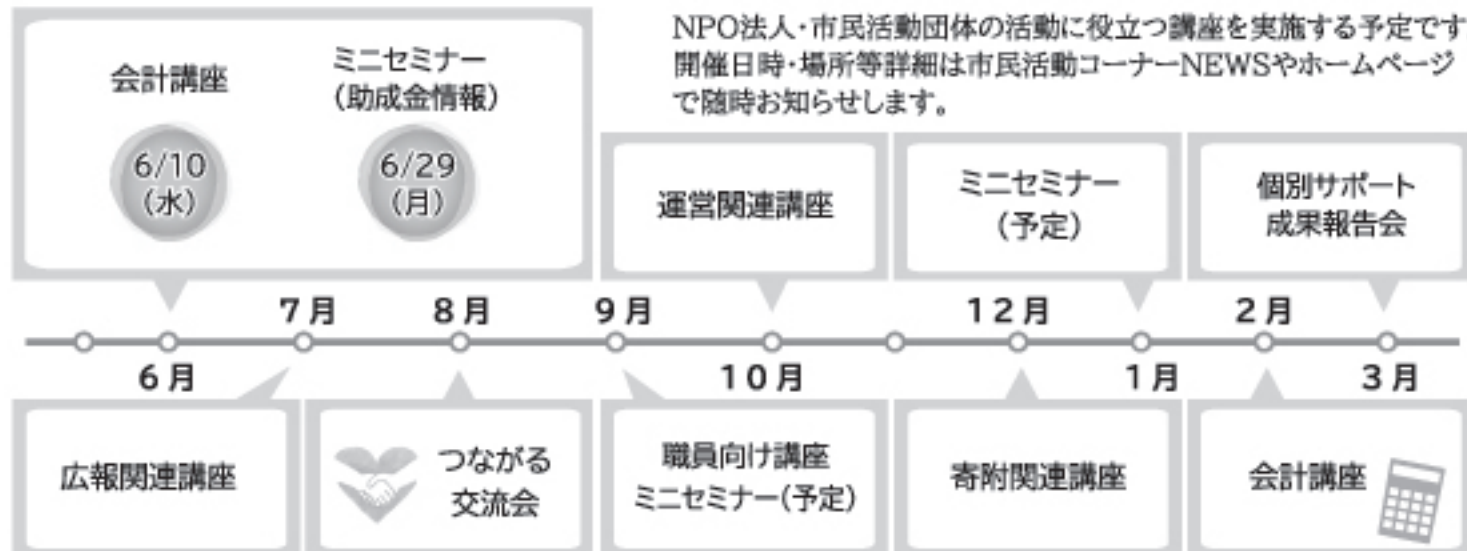 NPO法人・市民活動団体の活動に役立つ講座を実施する予定です
開催日時・場所等詳細は市民活動コーナーNEWSやホームページ
で随時お知らせします。
会計講座
6/10
(水)
ミニセミナー
(助成金情報)
6/29
(月)
運営関連講座
ミニセミナー
(予定)
個別サポート
成果報告会
7月
8月
9月
12月
2月
6月
10月
1月
3月
広報関連講座
つながる
交流会
職員向け講座
ミニセミナー(予定)
寄附関連講座
会計講座